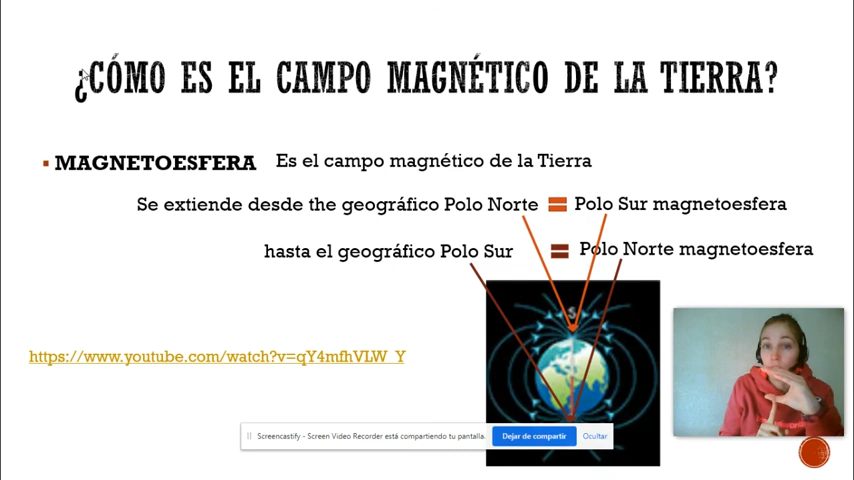 ¿CÓMO ES EL CAMPO MAGNÉTICO DE LA TIERRA?
MAGNETOESFERA Es el campo magnético de la Tierra
Se extiende desde the geográfico Polo Norte = Polo Sur magnetoesfera
hasta el geográfico Polo Sur = Polo Norte magnetoesfera
S
https://www.youtube.com/watch?v=qY4mfhVLW_Y
Screencastify - Screen Video Recorder está compartiendo tu pantalla. Dejar de compartir Ocultar